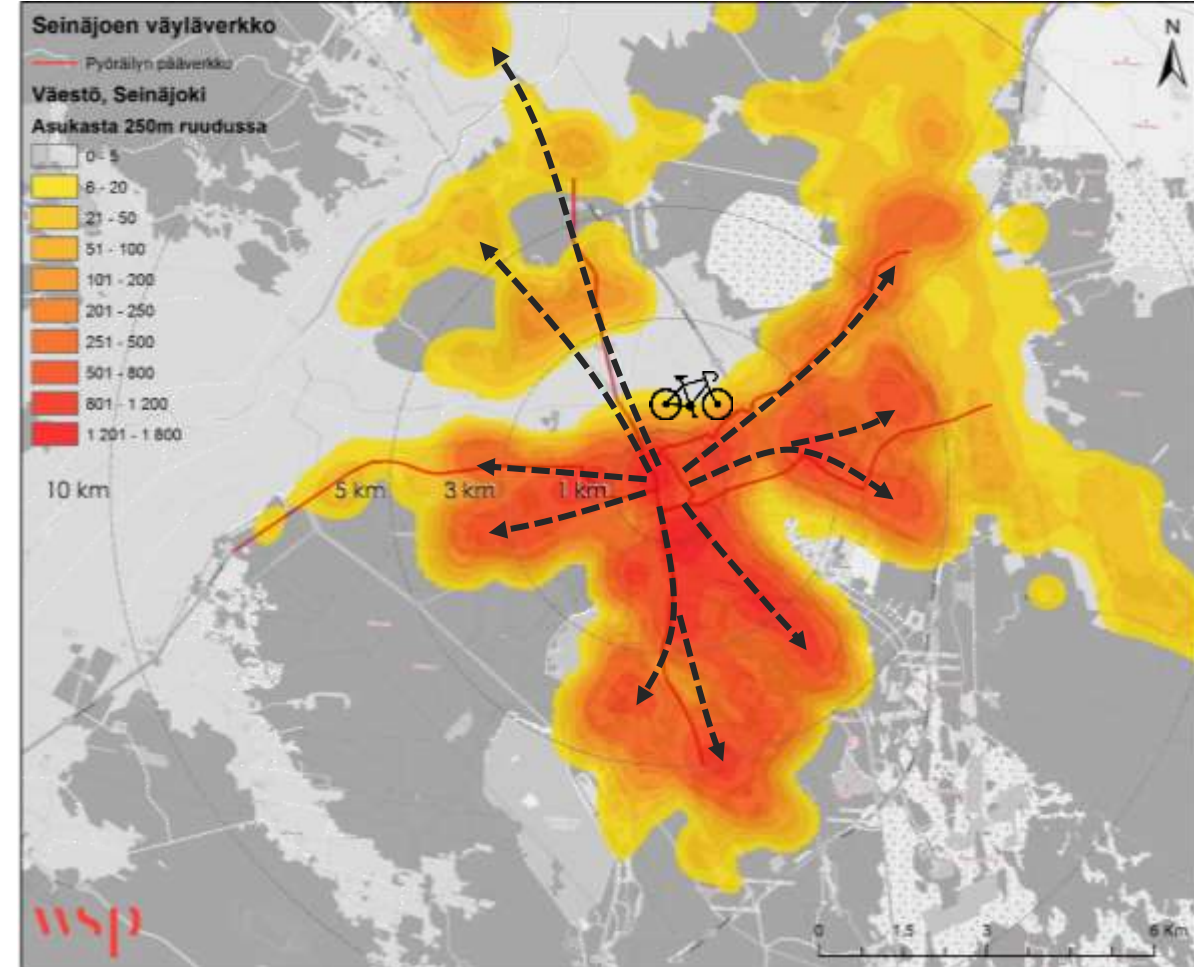 Seinäjoen väyläverkko
Pyöräilyn pääverkko
Väestö, Seinäjoki
Asukasta 250m ruudussa
0 - 5
6 - 20
21 - 50
51 - 100
101 - 200
201 - 250
251 - 500
501 - 800
801 - 1 200
1 201 - 1 800
N
10 km
5 km
3 km
1 km
wsp
0
1,5
3
6 Km